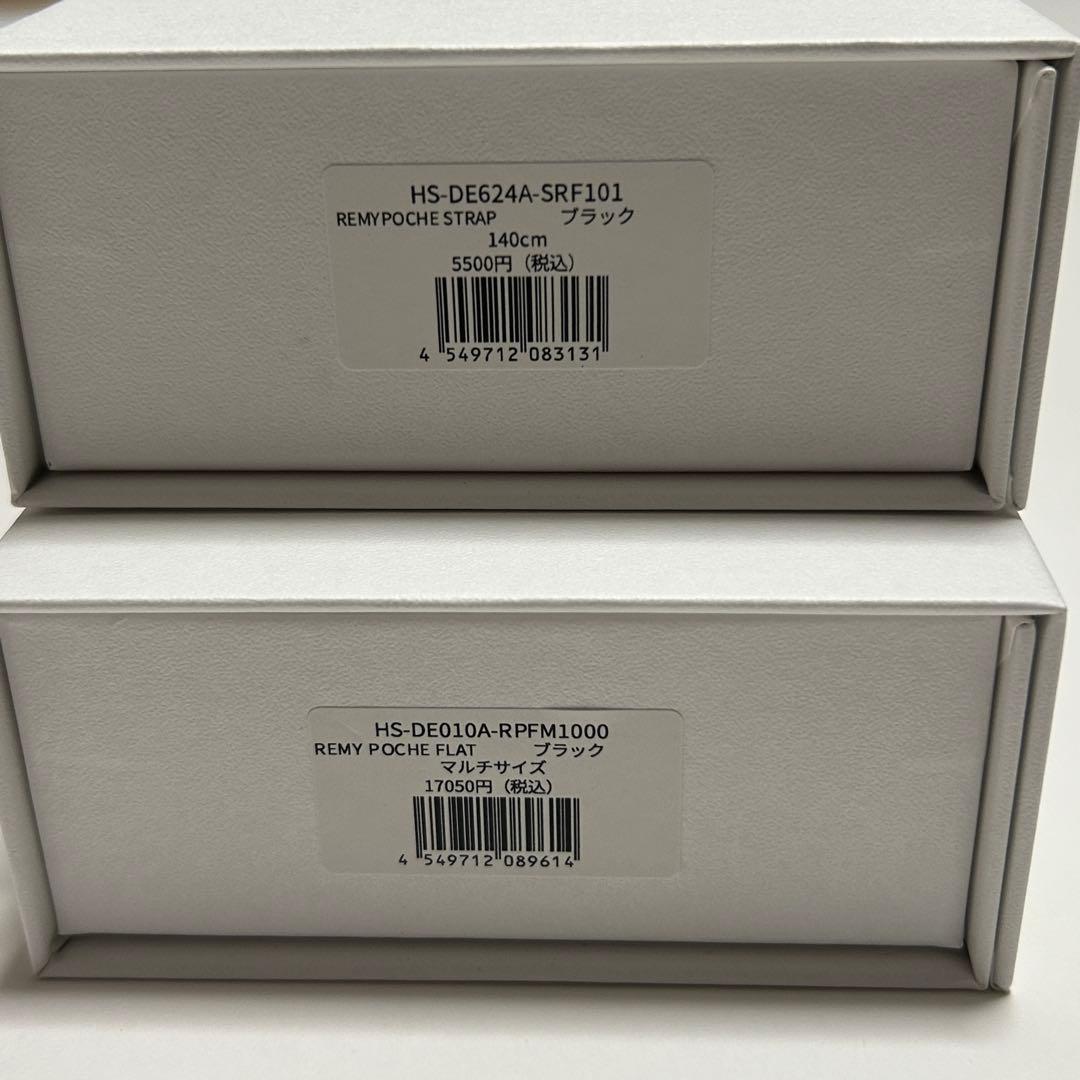 HS-DE624A-SRF101
REMYPOCHE STRAP ブラック
140cm
5500円（税込）
4 549712 083131
HS-DE010A-RPFM1000
REMY POCHE FLAT ブラック
マルチサイズ
17050円（税込）
4 549712 089614